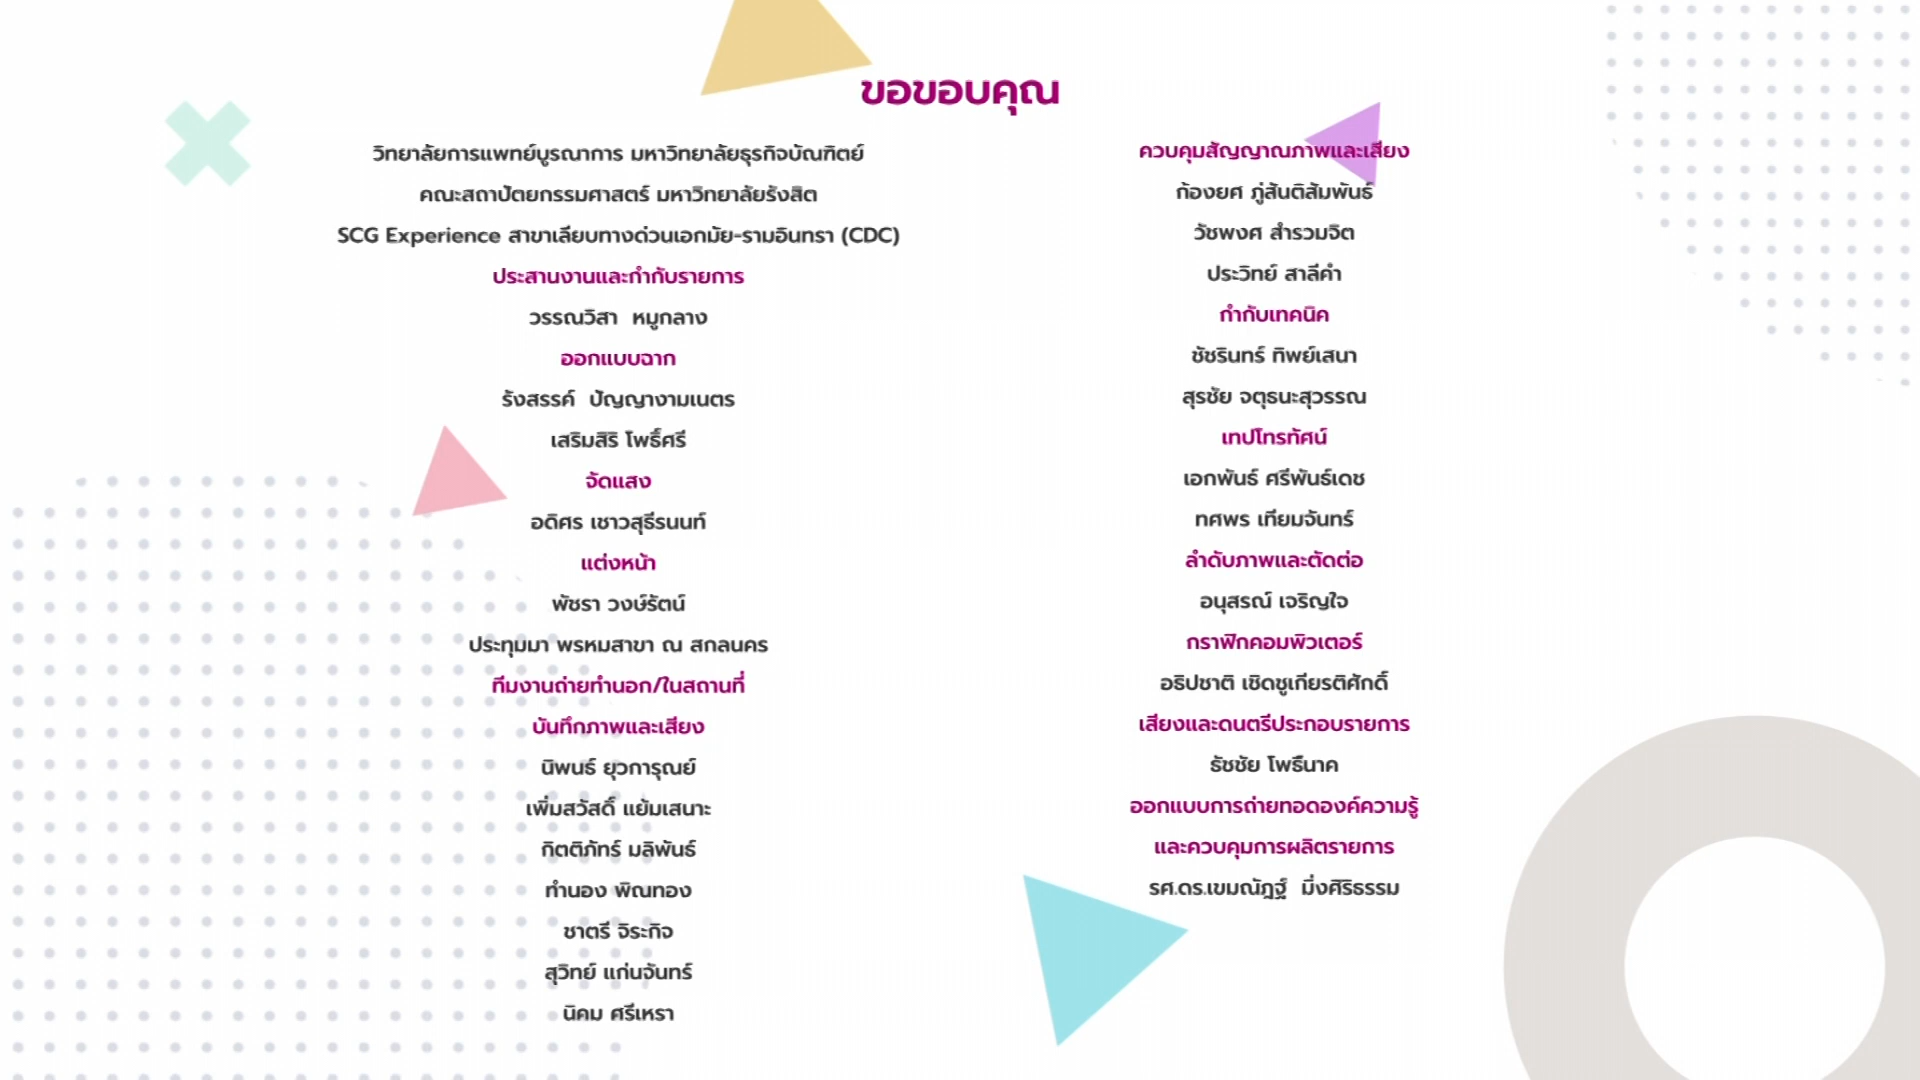 ขอขอบคุณ
วิทยาลัยการแพทย์บูรณาการ มหาวิทยาลัยธุรกิจบัณฑิตย์
คณะสถาปัตยกรรมศาสตร์ มหาวิทยาลัยรังสิต
SCG Experience สาขาเลียบทางด่วนเอกมัย-รามอินทรา (CDC)
ประสานงานและกำกับรายการ
วรรณวิสา หมูกลาง
ออกแบบฉาก
รังสรรค์ ปัญญางามเนตร
เสริมสิริ โพธิ์ศรี
จัดแสง
อดิศร เชาวสุธีรนนท์
แต่งหน้า
พัชรา วงษ์รัตน์
ประทุมมา พรหมสาขา ณ สกลนคร
ทีมงานถ่ายทำนอก/ในสถานที่
บันทึกภาพและเสียง
นิพนธ์ ยุวการุณย์
เพิ่มสวัสดิ์ แย้มเสนาะ
กิตติภัทร์ มลิพันธ์
ทำนอง พิณทอง
ชาตรี จิระกิจ
สุวิทย์ แก่นจันทร์
นิคม ศรีเหรา
ควบคุมสัญญาณภาพและเสียง
ก้องยศ ภู่สันติสัมพันธ์
วัชพงศ สำรวมจิต
ประวิทย์ สาลีคำ
กำกับเทคนิค
ชัชรินทร์ ทิพย์เสนา
สุรชัย จตุธนะสุวรรณ
เทปโทรทัศน์
เอกพันธ์ ศรีพันธ์เดช
ทศพร เทียมจันทร์
ลำดับภาพและตัดต่อ
อนุสรณ์ เจริญใจ
กราฟิกคอมพิวเตอร์
อธิปชาติ เชิดชูเกียรติศักดิ์
เสียงและดนตรีประกอบรายการ
ธัชชัย โพธืนาค
ออกแบบการถ่ายทอดองค์ความรู้
และควบคุมการผลิตรายการ
รศ.ดร.เขมณัฏฐ์ มิ่งศิริธรรม